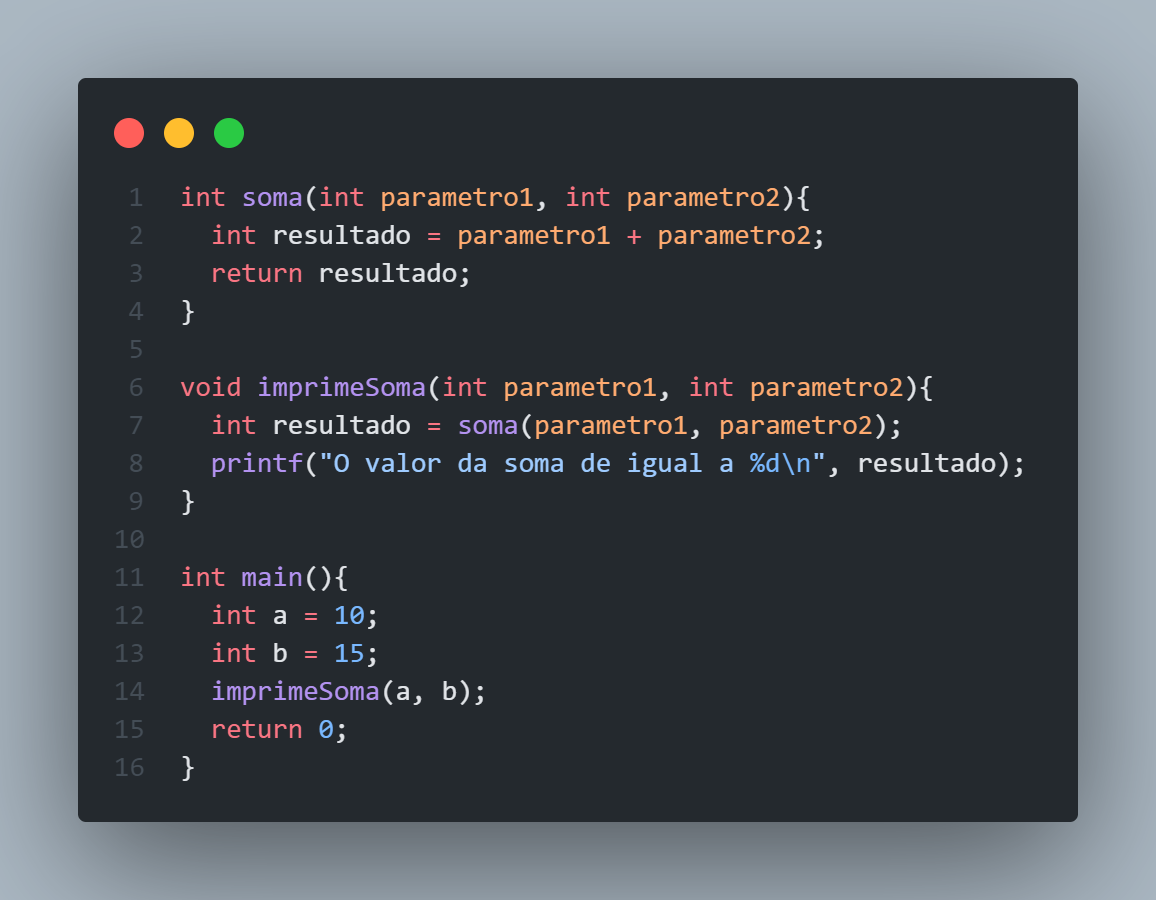 1 int soma(int parametro1, int parametro2){
2   int resultado = parametro1 + parametro2;
3   return resultado;
4 }
5
6 void imprimeSoma(int parametro1, int parametro2){
7   int resultado = soma(parametro1, parametro2);
8   printf("O valor da soma de igual a %d\n", resultado);
9 }
10
11 int main(){
12   int a = 10;
13   int b = 15;
14   imprimeSoma(a, b);
15   return 0;
16 }